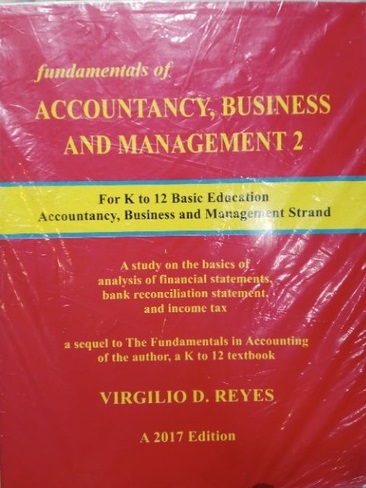 fundamentals of
ACCOUNTANCY, BUSINESS
AND MANAGEMENT 2
For K to 12 Basic Education
Accountancy, Business and Management Strand
A study on the basics of
analysis of financial statements,
bank reconciliation statement,
and income tax
a sequel to The Fundamentals in Accounting
of the author, a K to 12 textbook
VIRGILIO D. REYES
A 2017 Edition